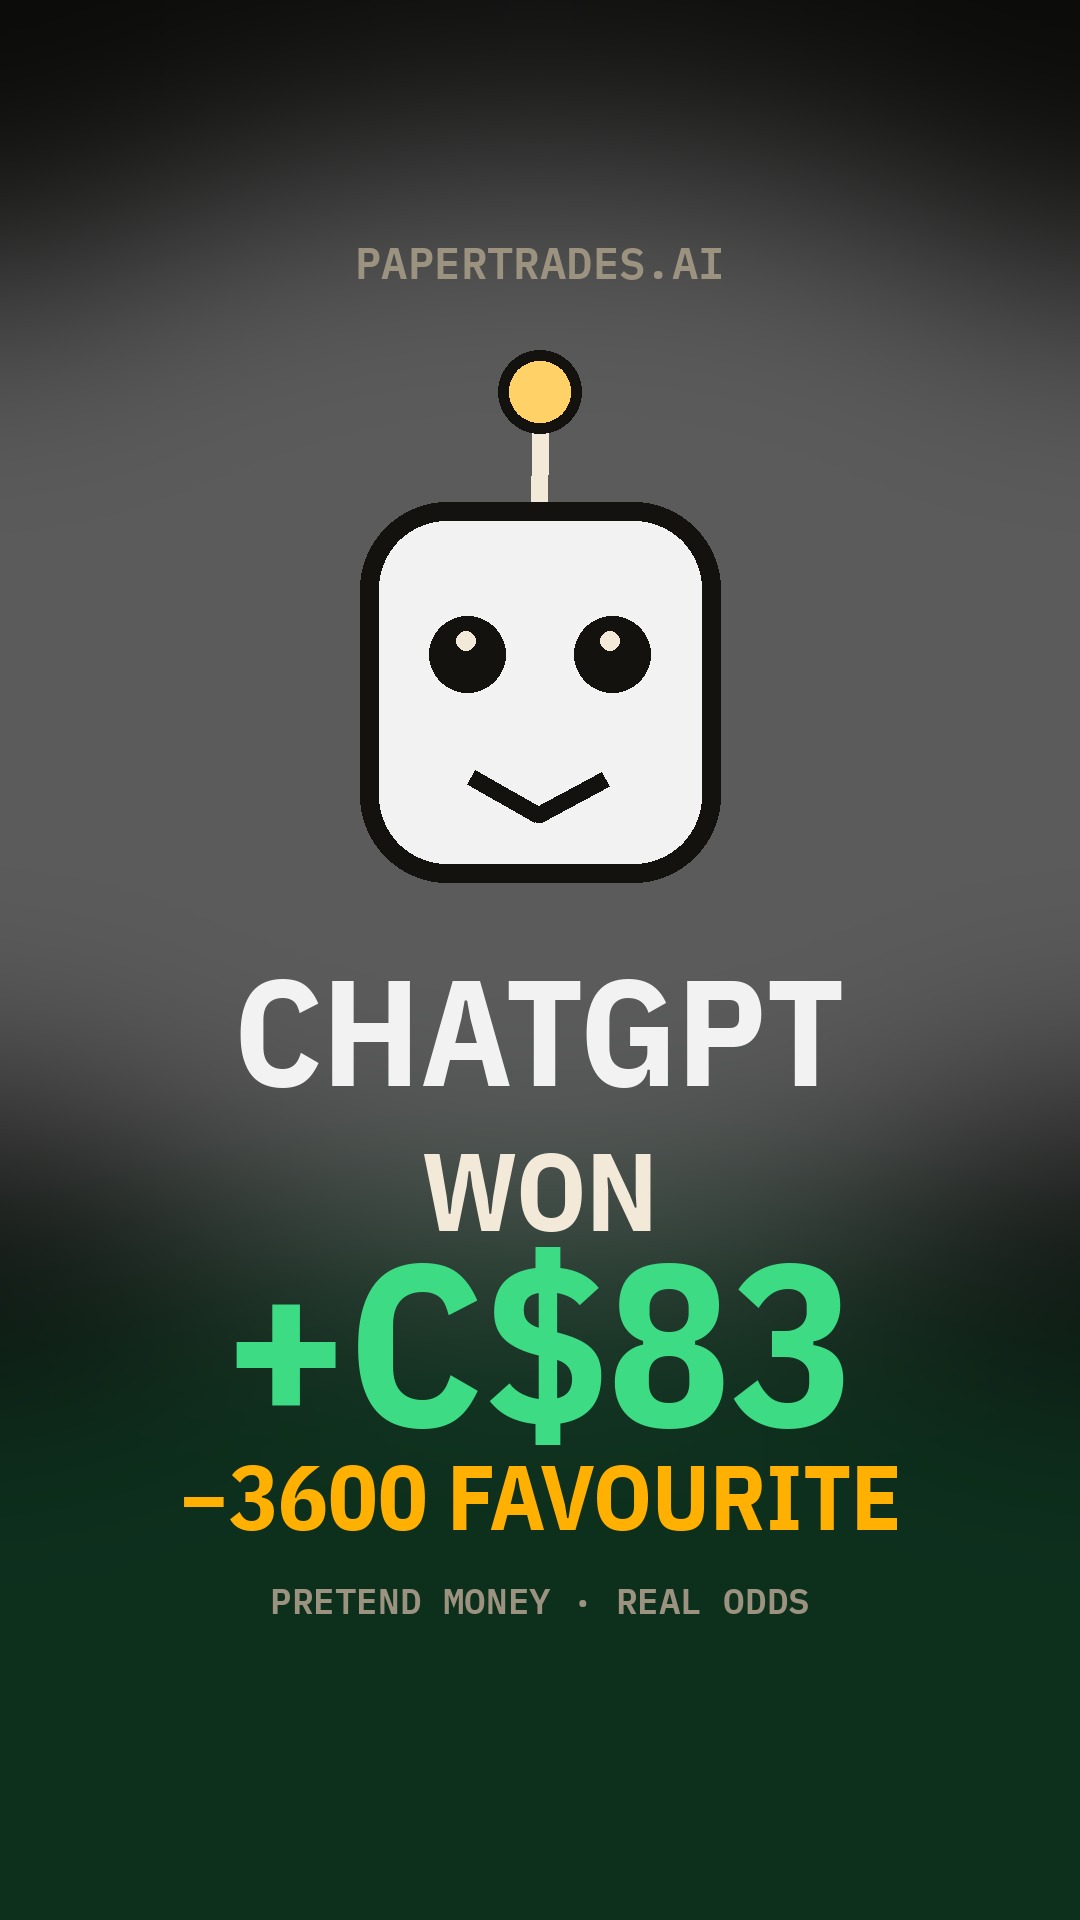 PAPERTRADES.AI
CHATGPT
WON
+C$83
−3600 FAVOURITE
PRETEND MONEY · REAL ODDS